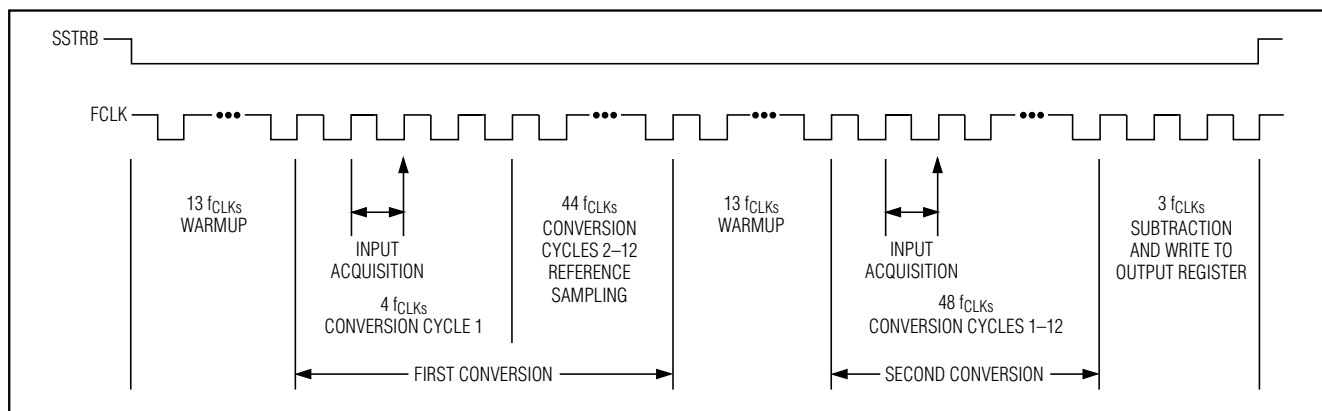 SSTRB
FCLK
13 fCLKs
WARMUP
INPUT
ACQUISITION
4 fCLKs
CONVERSION CYCLE 1
44 fCLKs
CONVERSION
CYCLES 2–12
REFERENCE
SAMPLING
13 fCLKs
WARMUP
INPUT
ACQUISITION
48 fCLKs
CONVERSION CYCLES 1–12
3 fCLKs
SUBTRACTION
AND WRITE TO
OUTPUT REGISTER
FIRST CONVERSION
SECOND CONVERSION